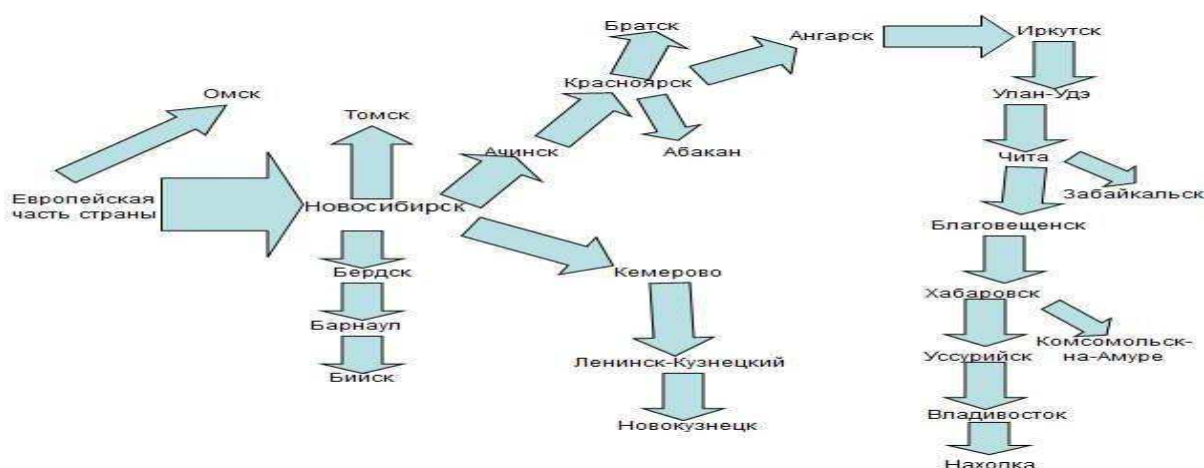 Братск
Ангарск
Иркутск
Красноярск
Омск
Улан-Удэ
Томск
Ачинск
Абакан
Чита
Европейская
часть страны
Новосибирск
Забайкальск
Благовещенск
Бердск
Кемерово
Хабаровск
Барнаул
Комсомольск-
на-Амуре
Ленинск-Кузнецкий
Уссурийск
Бийск
Владивосток
Новокузнецк
Находка